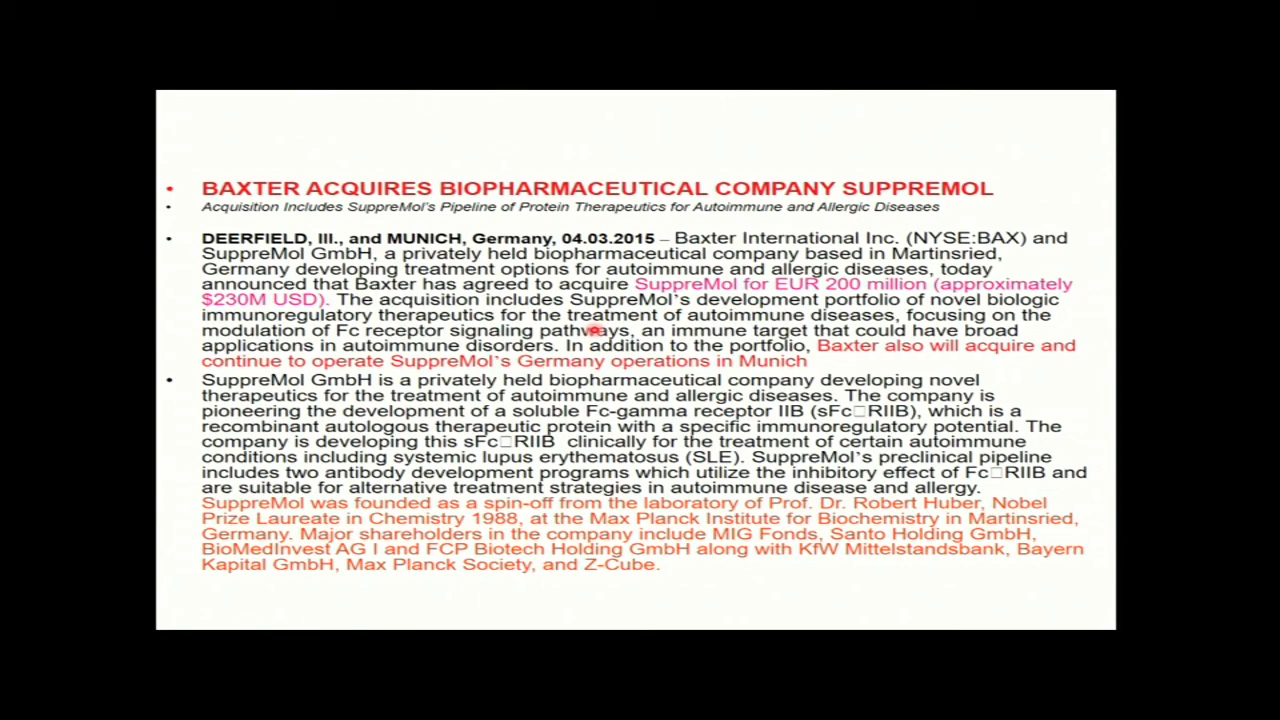 • BAXTER ACQUIRES BIOPHARMACEUTICAL COMPANY SUPPREMOL
• Acquisition Includes SuppreMol's Pipeline of Protein Therapeutics for Autoimmune and Allergic Diseases
• DEERFIELD, Ill., and MUNICH, Germany, 04.03.2015 – Baxter International Inc. (NYSE:BAX) and
SuppreMol GmbH, a privately held biopharmaceutical company based in Martinsried,
Germany developing treatment options for autoimmune and allergic diseases, today
announced that Baxter has agreed to acquire SuppreMol for EUR 200 million (approximately
$230M USD). The acquisition includes SuppreMol's development portfolio of novel biologic
immunoregulatory therapeutics for the treatment of autoimmune diseases, focusing on the
modulation of Fc receptor signaling pathways, an immune target that could have broad
applications in autoimmune disorders. In addition to the portfolio, Baxter also will acquire and
continue to operate SuppreMol's Germany operations in Munich
• SuppreMol GmbH is a privately held biopharmaceutical company developing novel
therapeutics for the treatment of autoimmune and allergic diseases. The company is
pioneering the development of a soluble Fc-gamma receptor IIB (sFc□RIIB), which is a
recombinant autologous therapeutic protein with a specific immunoregulatory potential. The
company is developing this sFc□RIIB clinically for the treatment of certain autoimmune
conditions including systemic lupus erythematosus (SLE). SuppreMol's preclinical pipeline
includes two antibody development programs which utilize the inhibitory effect of Fc□RIIB and
are suitable for alternative treatment strategies in autoimmune disease and allergy.
SuppreMol was founded as a spin-off from the laboratory of Prof. Dr. Robert Huber, Nobel
Prize Laureate in Chemistry 1988, at the Max Planck Institute for Biochemistry in Martinsried,
Germany. Major shareholders in the company include MIG Fonds, Santo Holding GmbH,
BioMedInvest AG I and FCP Biotech Holding GmbH along with KfW Mittelstandsbank, Bayern
Kapital GmbH, Max Planck Society, and Z-Cube.